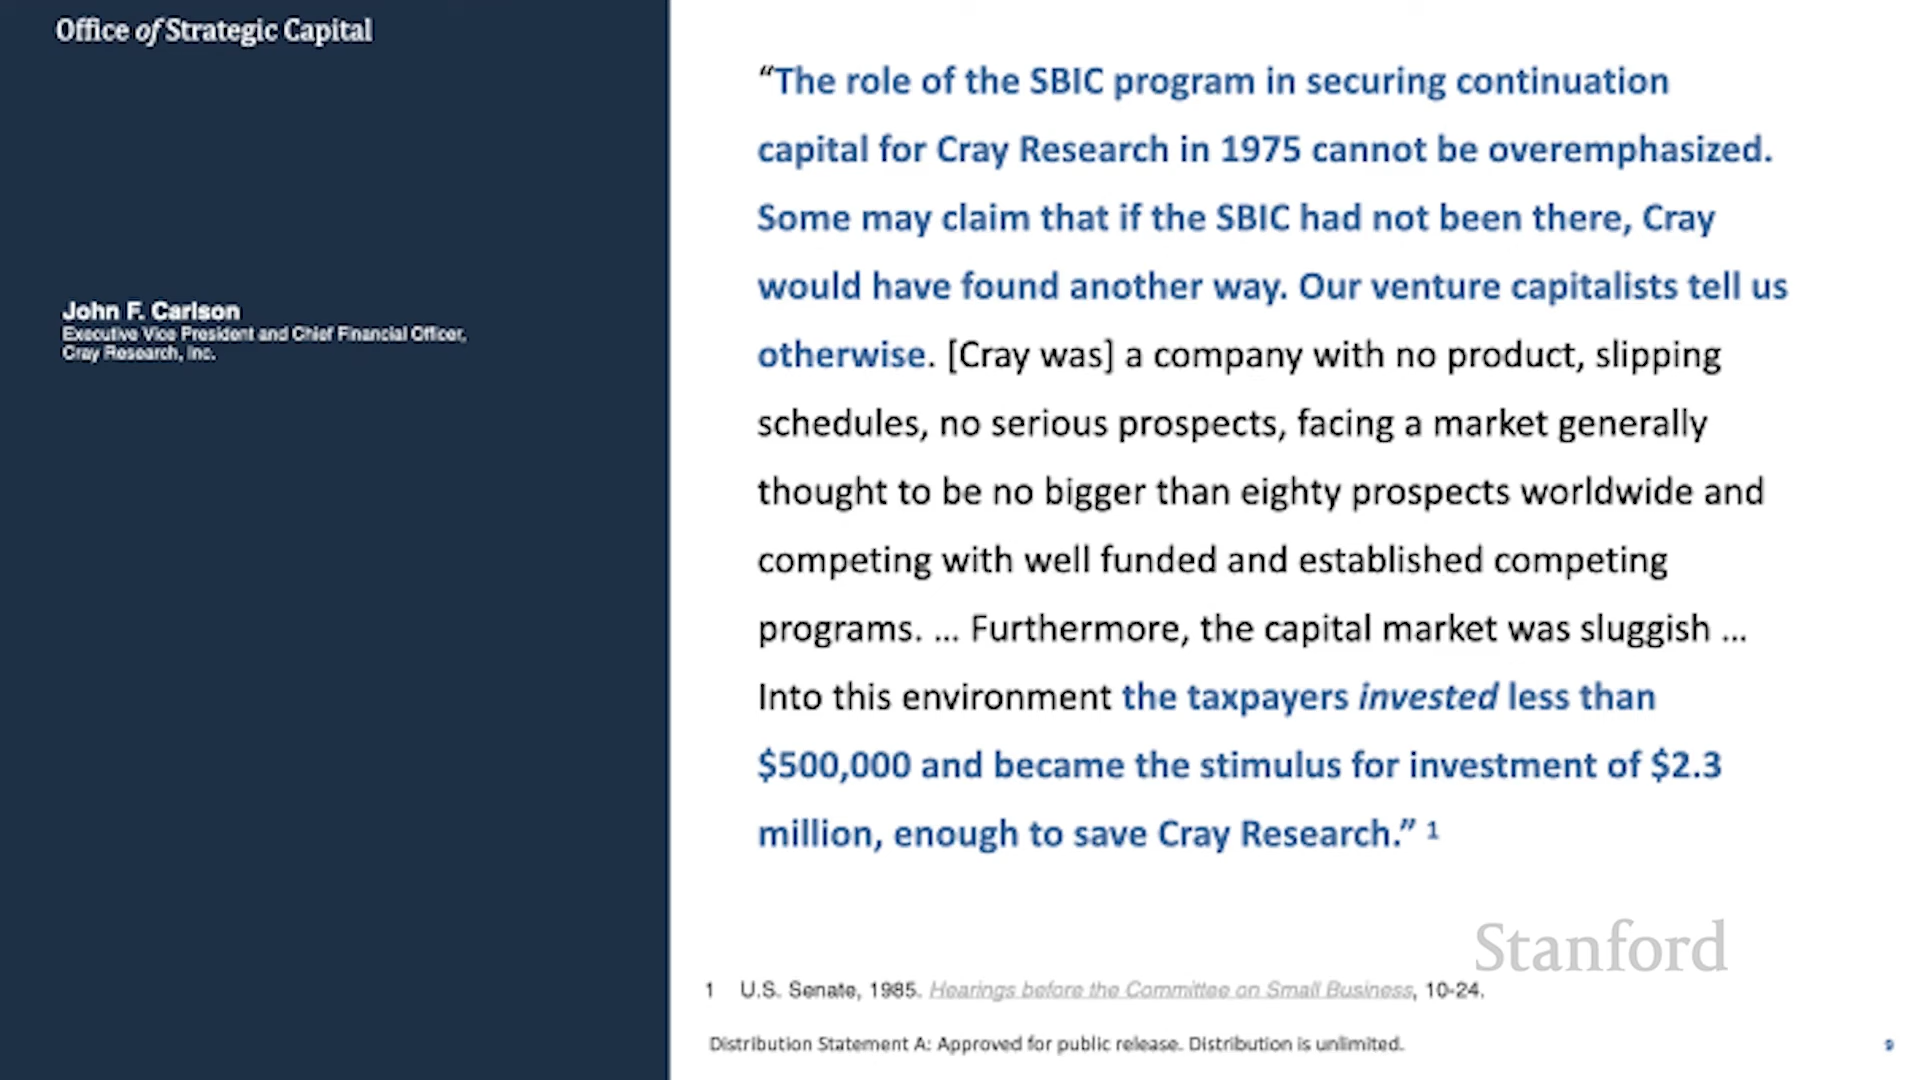 Office of Strategic Capital
John F. Carlson
Executive Vice President and Chief Financial Officer,
Cray Research, Inc.
“The role of the SBIC program in securing continuation
capital for Cray Research in 1975 cannot be overemphasized.
Some may claim that if the SBIC had not been there, Cray
would have found another way. Our venture capitalists tell us
otherwise. [Cray was] a company with no product, slipping
schedules, no serious prospects, facing a market generally
thought to be no bigger than eighty prospects worldwide and
competing with well funded and established competing
programs. … Furthermore, the capital market was sluggish …
Into this environment the taxpayers invested less than
$500,000 and became the stimulus for investment of $2.3
million, enough to save Cray Research.” 1
Stanford
1 U.S. Senate, 1985. Hearings before the Committee on Small Business, 10-24.
Distribution Statement A: Approved for public release. Distribution is unlimited.
9